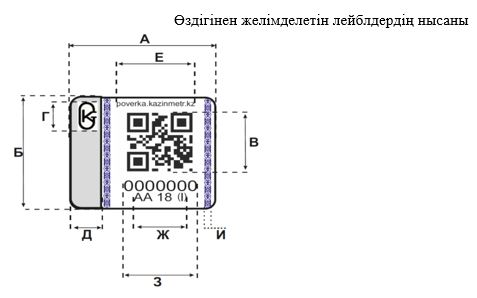 Өздігінен желімделетін лейблдердің нысаны
А
Е
poverka.kazinmetr.kz
Г
В
Б
0000000
АА 18 (I)
Д
Ж
И
З